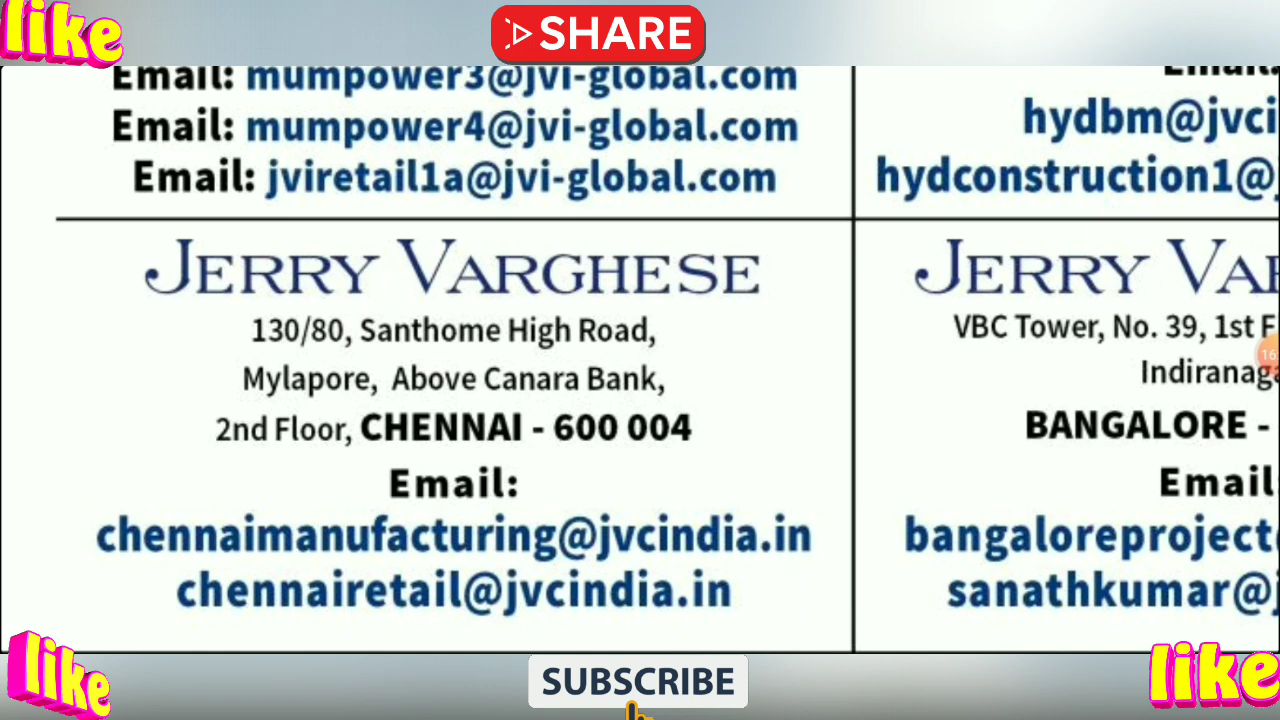 like
SHARE
Email: mumpower3@jvi-global.com
Email: mumpower4@jvi-global.com
Email: jviretail1a@jvi-global.com
Email:
hydbm@jvci
hydconstruction1@
JERRY VARGHESE
130/80, Santhome High Road,
Mylapore, Above Canara Bank,
2nd Floor, CHENNAI - 600 004
Email:
chennaimanufacturing@jvcindia.in
chennairetail@jvcindia.in
JERRY VAR
VBC Tower, No. 39, 1st F
Indiranaga
BANGALORE -
Email
bangaloreproject
sanathkumar@j
like
SUBSCRIBE
like